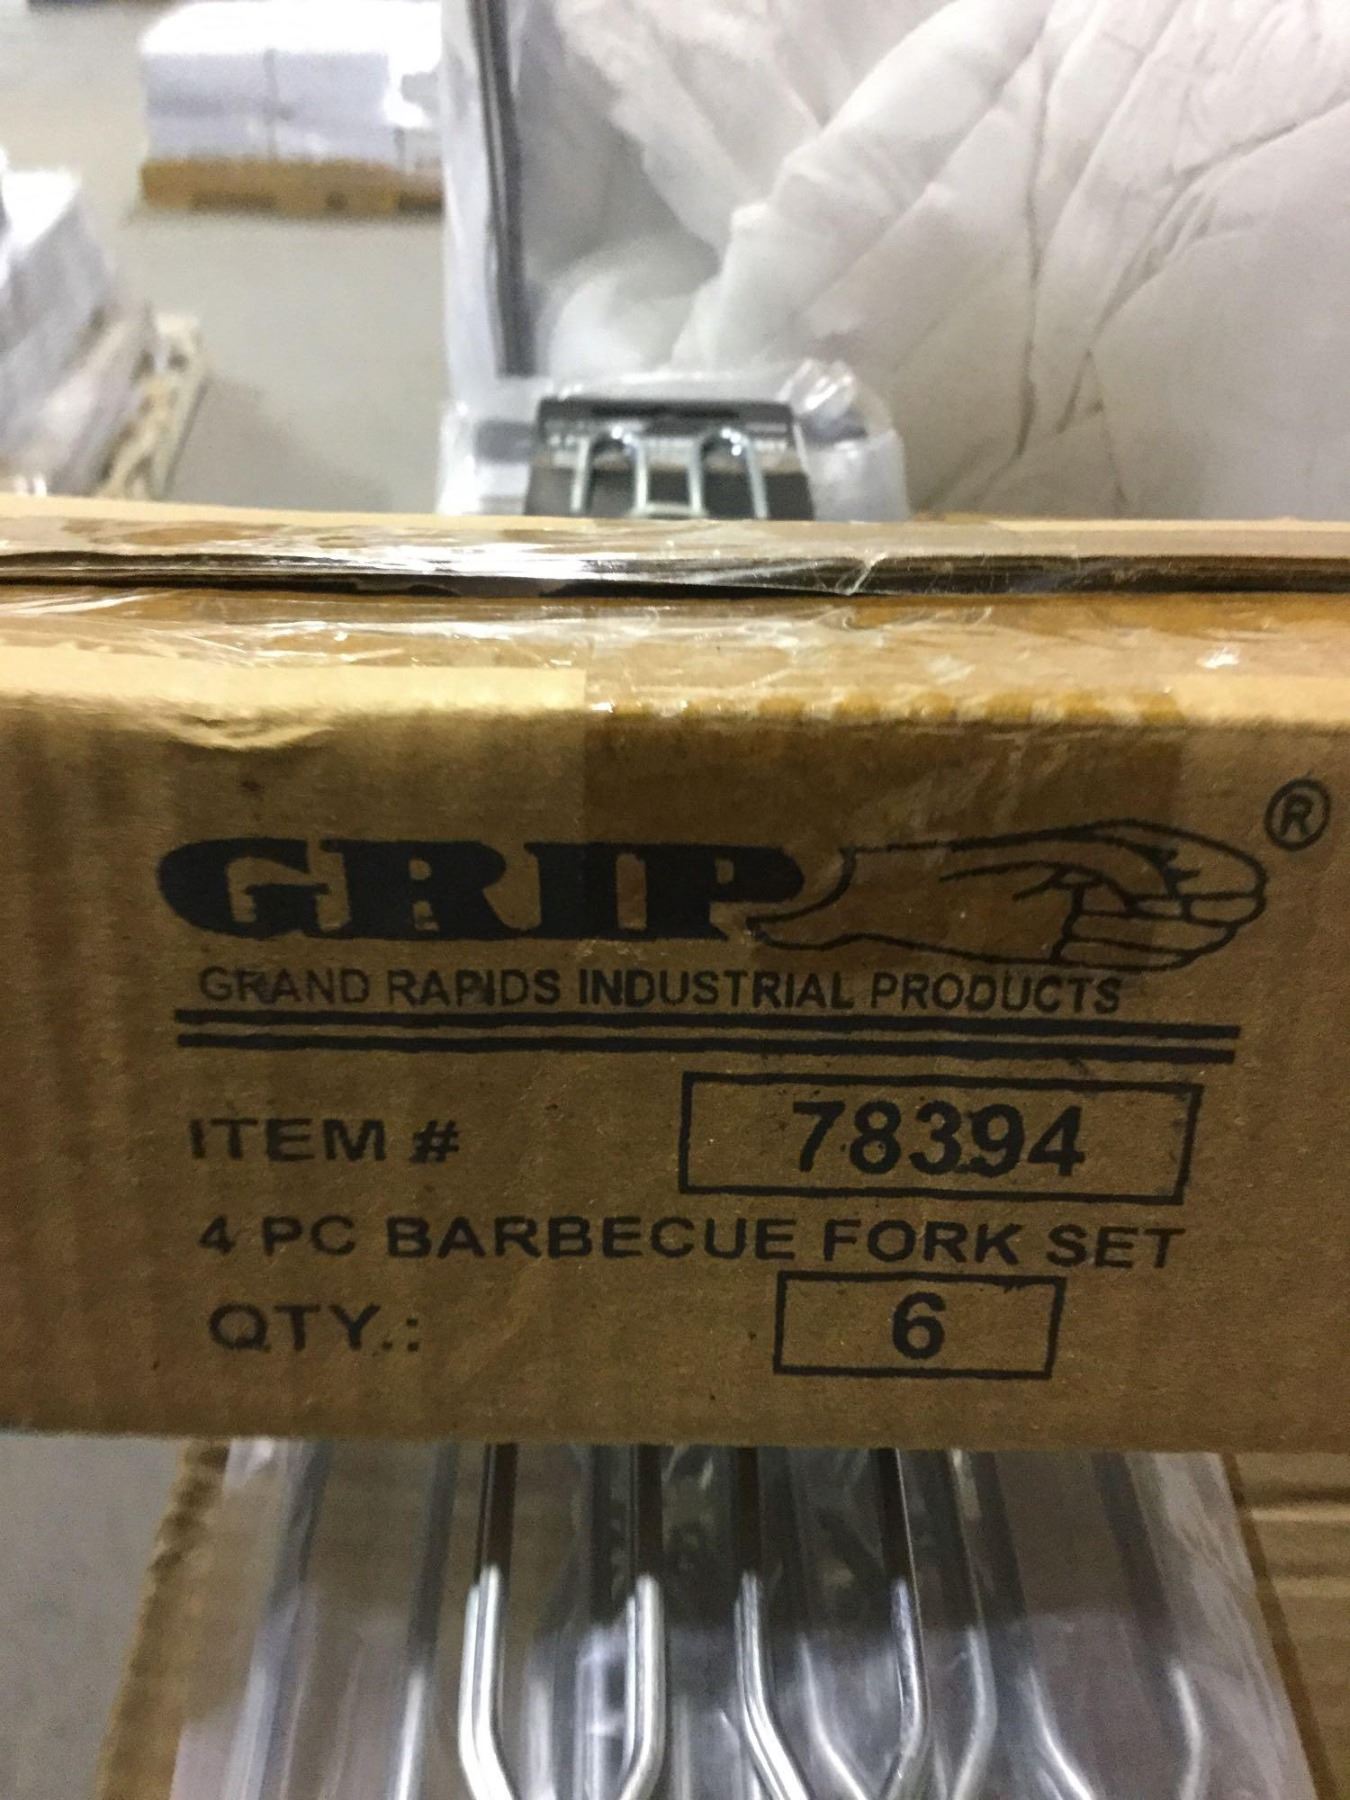 GRIP ®
GRAND RAPIDS INDUSTRIAL PRODUCTS
ITEM # 78394
4 PC BARBECUE FORK SET
QTY.: 6